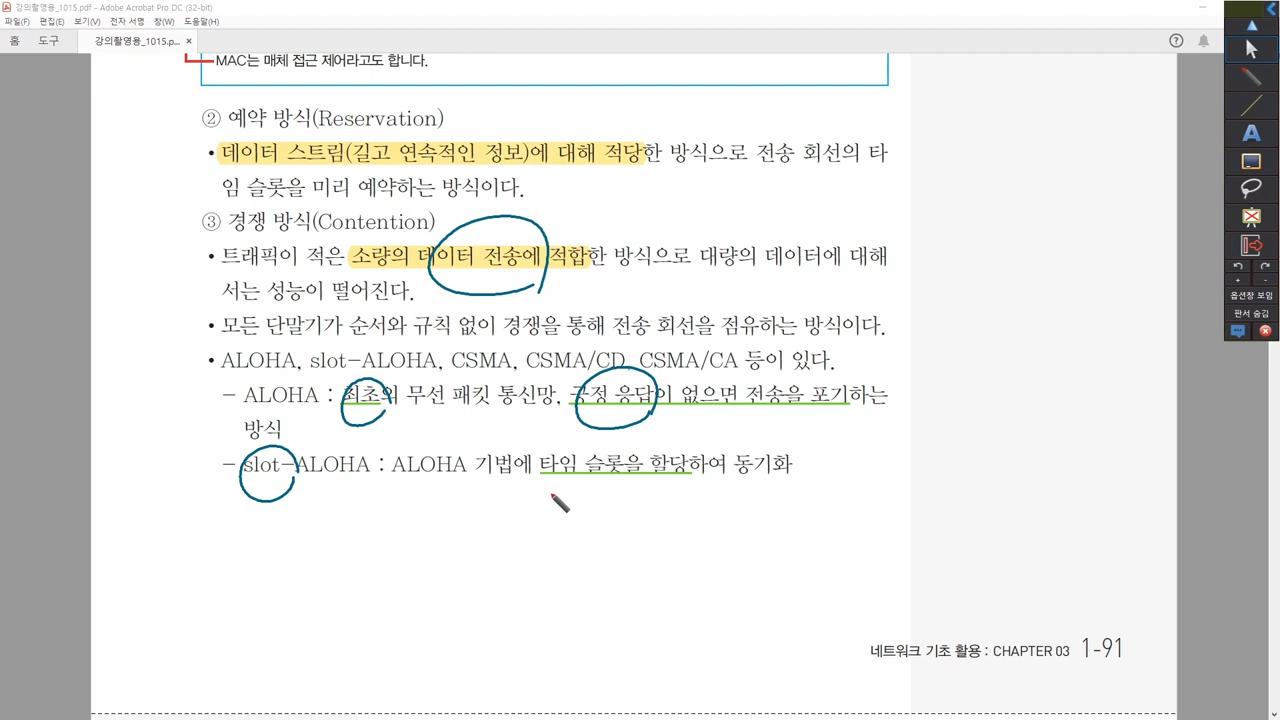 강의촬영용_1015.pdf - Adobe Acrobat Pro DC (32-bit)
파일(F) 편집(E) 보기(V) 전자 서명 창(W) 도움말(H)
홈 도구 강의촬영용_1015.p... ×
MAC는 매체 접근 제어라고도 합니다.
② 예약 방식(Reservation)
• 데이터 스트림(길고 연속적인 정보)에 대해 적당한 방식으로 전송 회선의 타
임 슬롯을 미리 예약하는 방식이다.
③ 경쟁 방식(Contention)
• 트래픽이 적은 소량의 데이터 전송에 적합한 방식으로 대량의 데이터에 대해
서는 성능이 떨어진다.
• 모든 단말기가 순서와 규칙 없이 경쟁을 통해 전송 회선을 점유하는 방식이다.
• ALOHA, slot-ALOHA, CSMA, CSMA/CD, CSMA/CA 등이 있다.
- ALOHA : 최초의 무선 패킷 통신망, 긍정 응답이 없으면 전송을 포기하는
방식
- slot-ALOHA : ALOHA 기법에 타임 슬롯을 할당하여 동기화
네트워크 기초 활용 : CHAPTER 03 1-91
옵션장 보임
판서 숨김